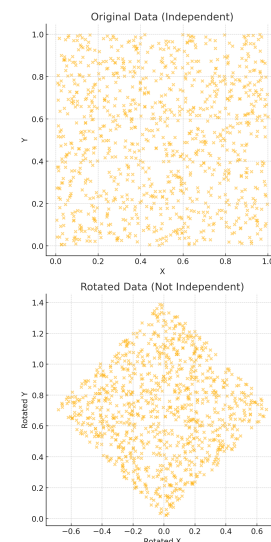 Original Data (Independent)
1.0
0.8
0.6
0.4
0.2
0.0
Y
0.0 0.2 0.4 0.6 0.8 1.0
X
Rotated Data (Not Independent)
1.4
1.2
1.0
0.8
0.6
0.4
0.2
0.0
Rotated Y
−0.6 −0.4 −0.2 0.0 0.2 0.4 0.6
Rotated X